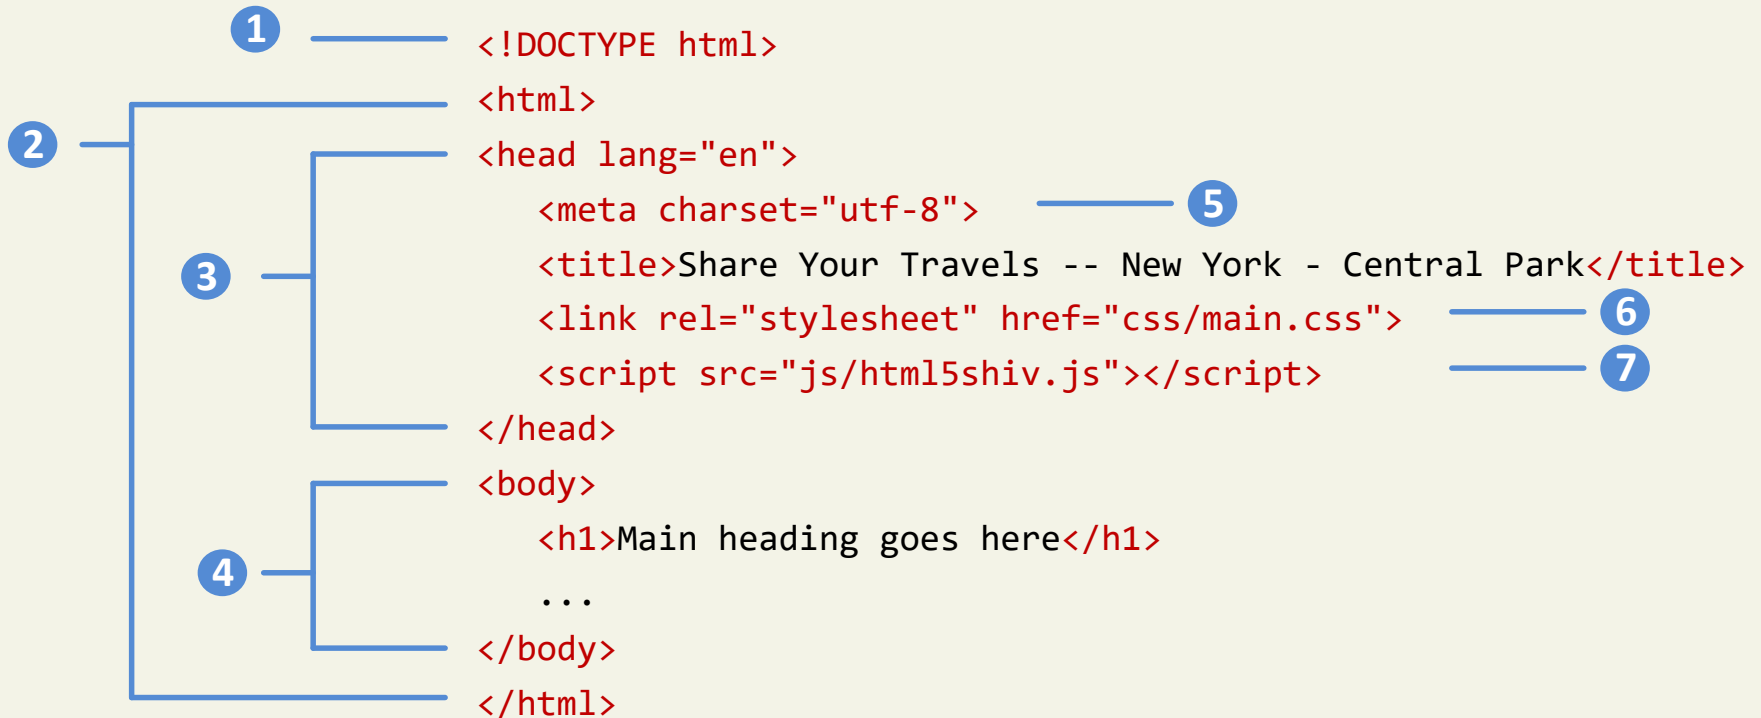 1 <!DOCTYPE html>
<html>
2
<head lang="en">
<meta charset="utf-8"> 5
3 <title>Share Your Travels -- New York - Central Park</title>
<link rel="stylesheet" href="css/main.css"> 6
<script src="js/html5shiv.js"></script> 7
</head>
<body>
<h1>Main heading goes here</h1>
4
...
</body>
</html>